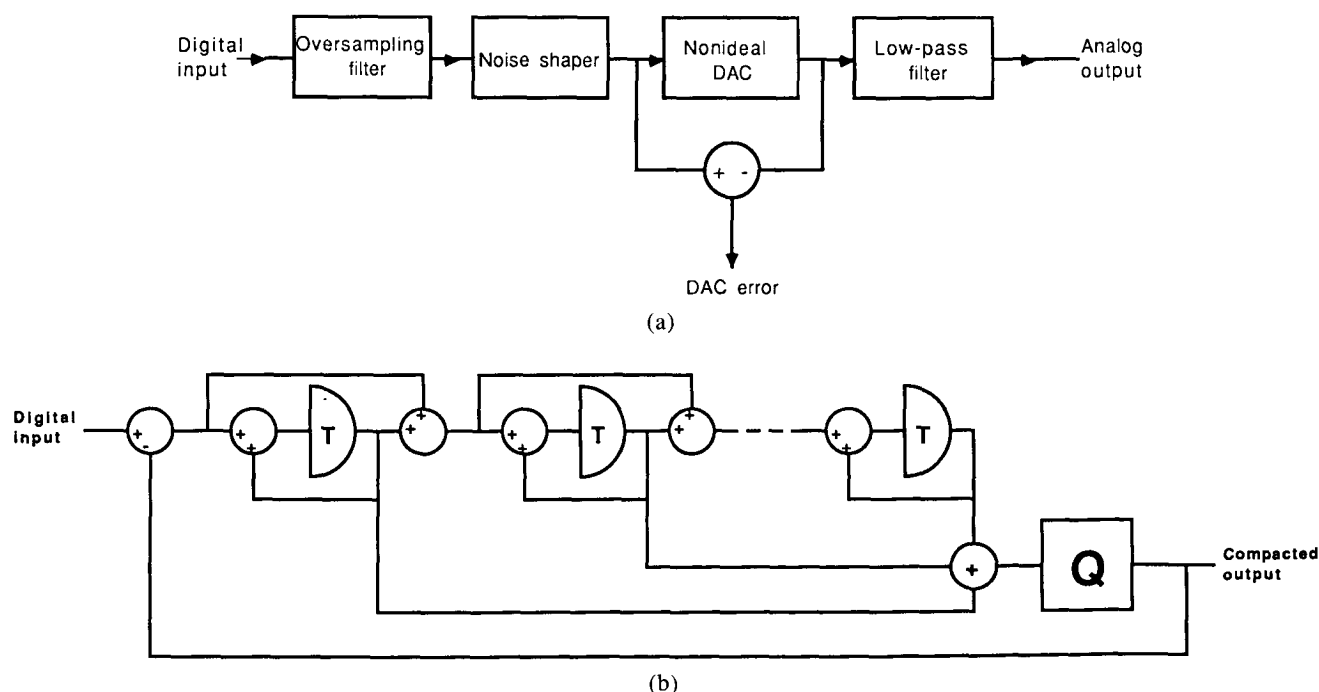 Digital
input
Oversampling
filter
Noise shaper
Nonideal
DAC
Low-pass
filter
Analog
output
+ -
DAC error
(a)
Digital
input
+
-
+
+
T
+
+
+
+
T
+
+
+
+
T
+
Q
Compacted
output
(b)